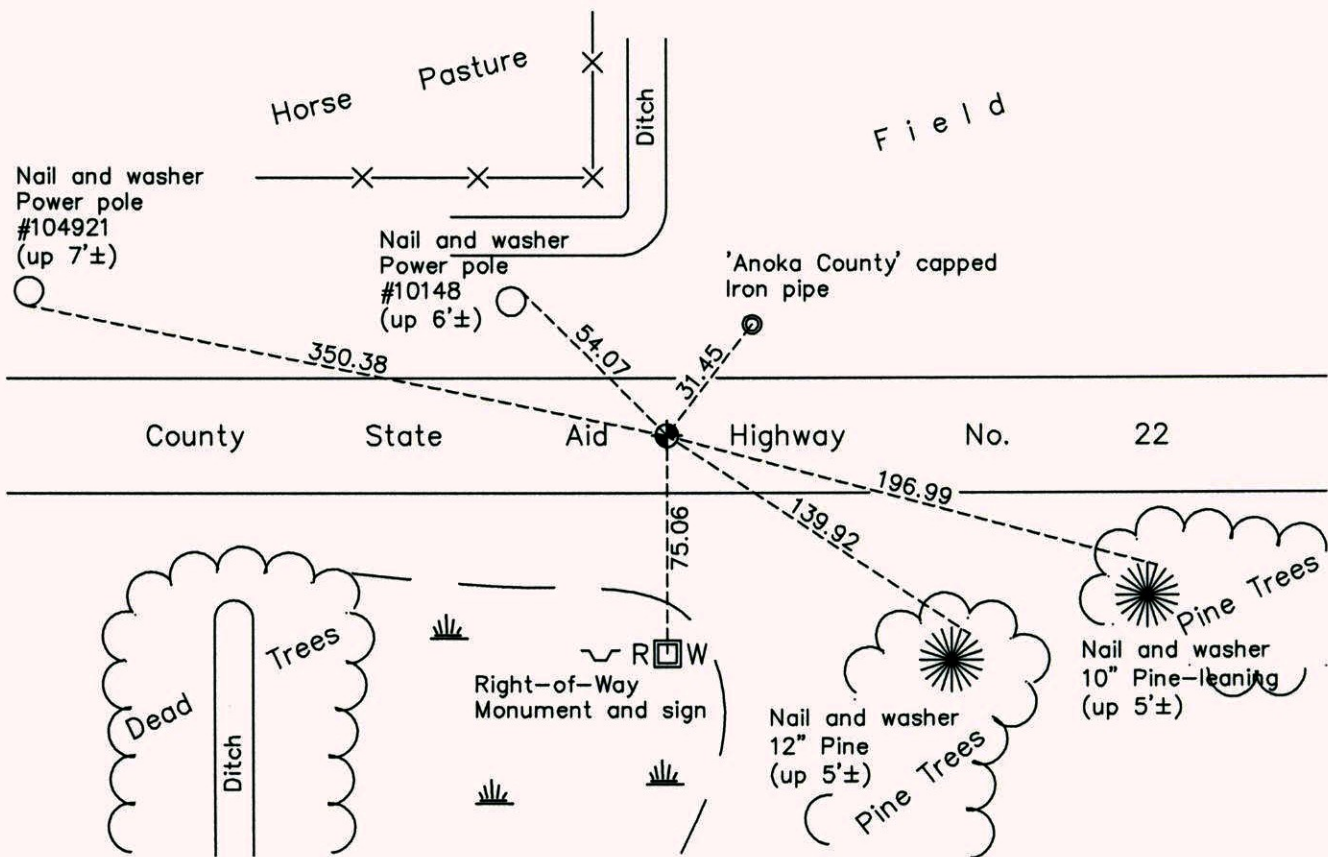 Horse Pasture
Ditch
Field
Nail and washer
Power pole
#104921
(up 7'±)
Nail and washer
Power pole
#10148
(up 6'±)
'Anoka County' capped
Iron pipe
350.38
54.07
31.45
County State Aid Highway No. 22
75.06
139.92
196.99
Dead Trees
Ditch
R W
Right-of-Way
Monument and sign
Nail and washer
12" Pine
(up 5'±)
Pine Trees
Pine Trees
Nail and washer
10" Pine-leaning
(up 5'±)